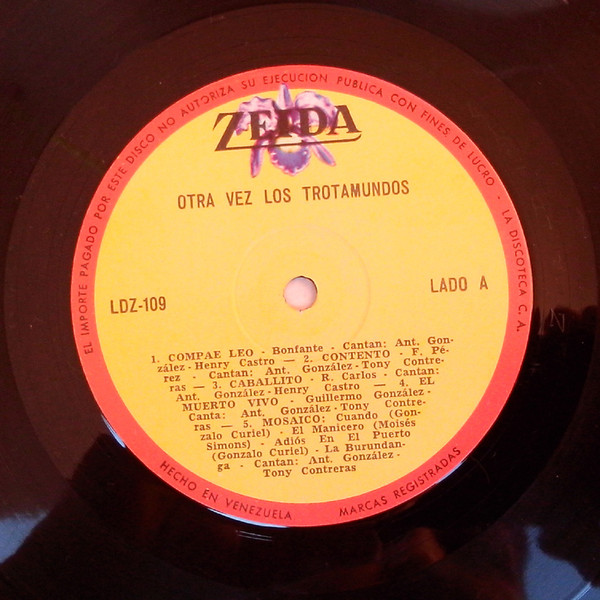 EL IMPORTE PAGADO POR ESTE DISCO NO AUTORIZA SU EJECUCION PUBLICA CON FINES DE LUCRO - LA DISCOTECA C. A.
ZEIDA
OTRA VEZ LOS TROTAMUNDOS
LDZ-109
LADO A
1. COMPAE LEO - Bonfante - Cantan: Ant. Gon-
zález - Henry Castro — 2. CONTENTO - F. Pé-
rez - Cantan: Ant. González - Tony Contre-
ras — 3. CABALLITO - R. Carlos - Cantan:
Ant. González - Henry Castro — 4. EL
MUERTO VIVO - Guillermo González -
Canta: Ant. González - Tony Contre-
ras — 5. MOSAICO: Cuando (Gon-
zalo Curiel) - El Manicero (Moisés
Simons) - Adiós En El Puerto
(Gonzalo Curiel) - La Burundan-
ga - Cantan: Ant. González -
Tony Contreras
HECHO EN VENEZUELA MARCAS REGISTRADAS